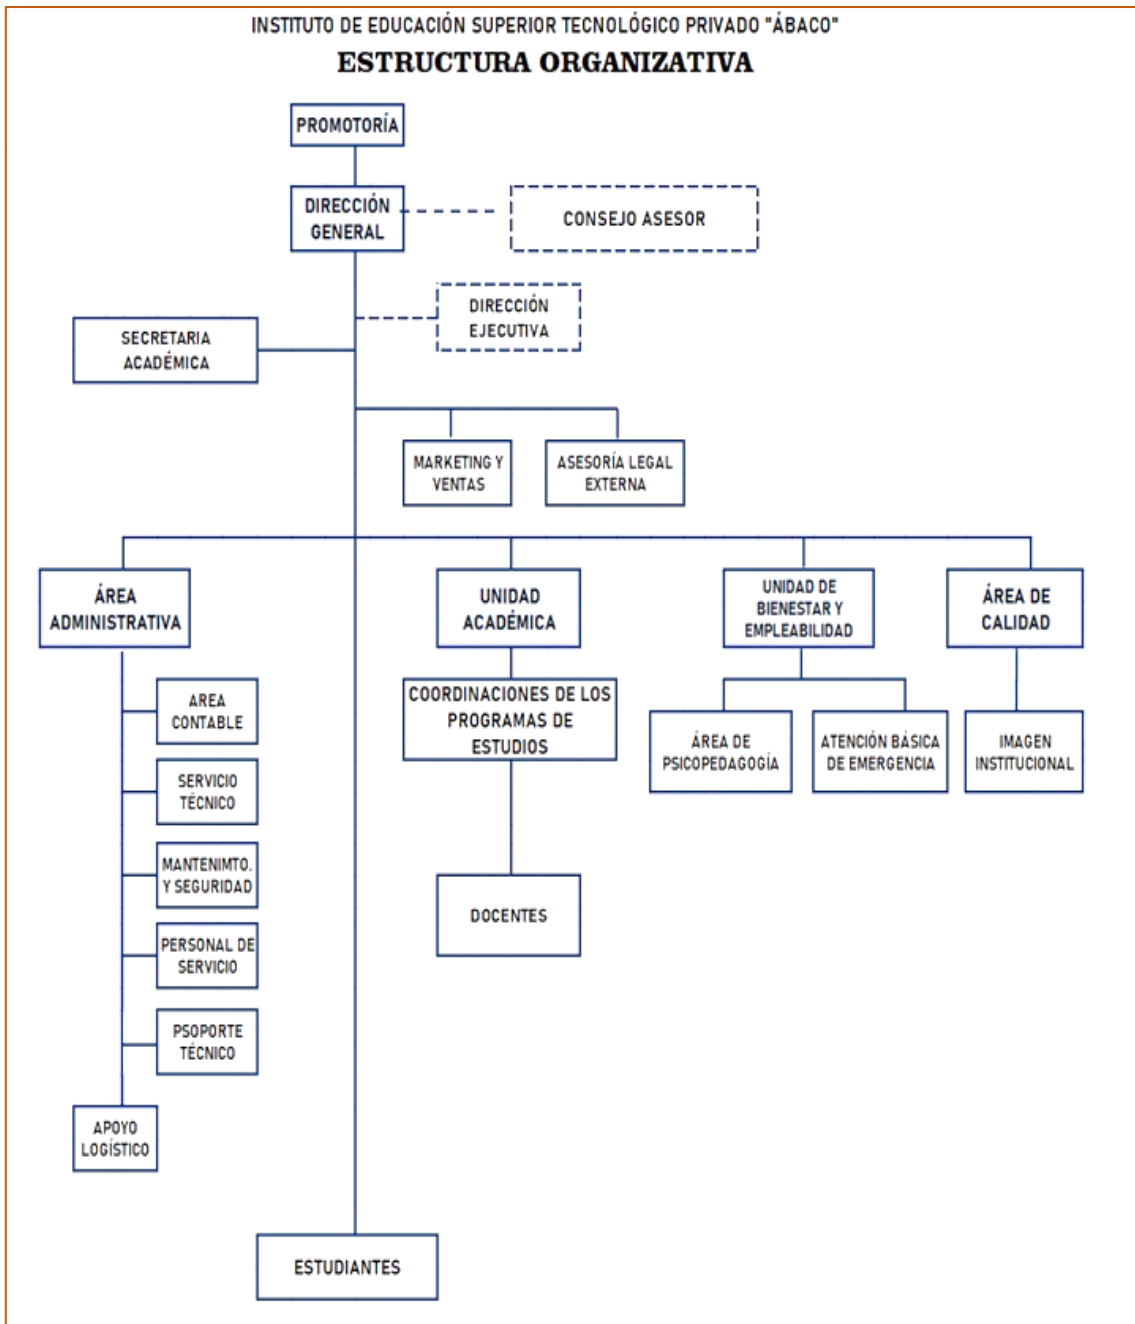 INSTITUTO DE EDUCACIÓN SUPERIOR TECNOLÓGICO PRIVADO "ÁBACO"
ESTRUCTURA ORGANIZATIVA
PROMOTORÍA
DIRECCIÓN
GENERAL
CONSEJO ASESOR
DIRECCIÓN
EJECUTIVA
SECRETARIA
ACADÉMICA
MARKETING Y
VENTAS
ASESORÍA LEGAL
EXTERNA
ÁREA
ADMINISTRATIVA
UNIDAD
ACADÉMICA
UNIDAD DE
BIENESTAR Y
EMPLEABILIDAD
ÁREA DE
CALIDAD
AREA
CONTABLE
SERVICIO
TÉCNICO
MANTENIMTO.
Y SEGURIDAD
PERSONAL DE
SERVICIO
PSOPORTE
TÉCNICO
APOYO
LOGÍSTICO
COORDINACIONES DE LOS
PROGRAMAS DE
ESTUDIOS
DOCENTES
ÁREA DE
PSICOPEDAGOGÍA
ATENCIÓN BÁSICA
DE EMERGENCIA
IMAGEN
INSTITUCIONAL
ESTUDIANTES